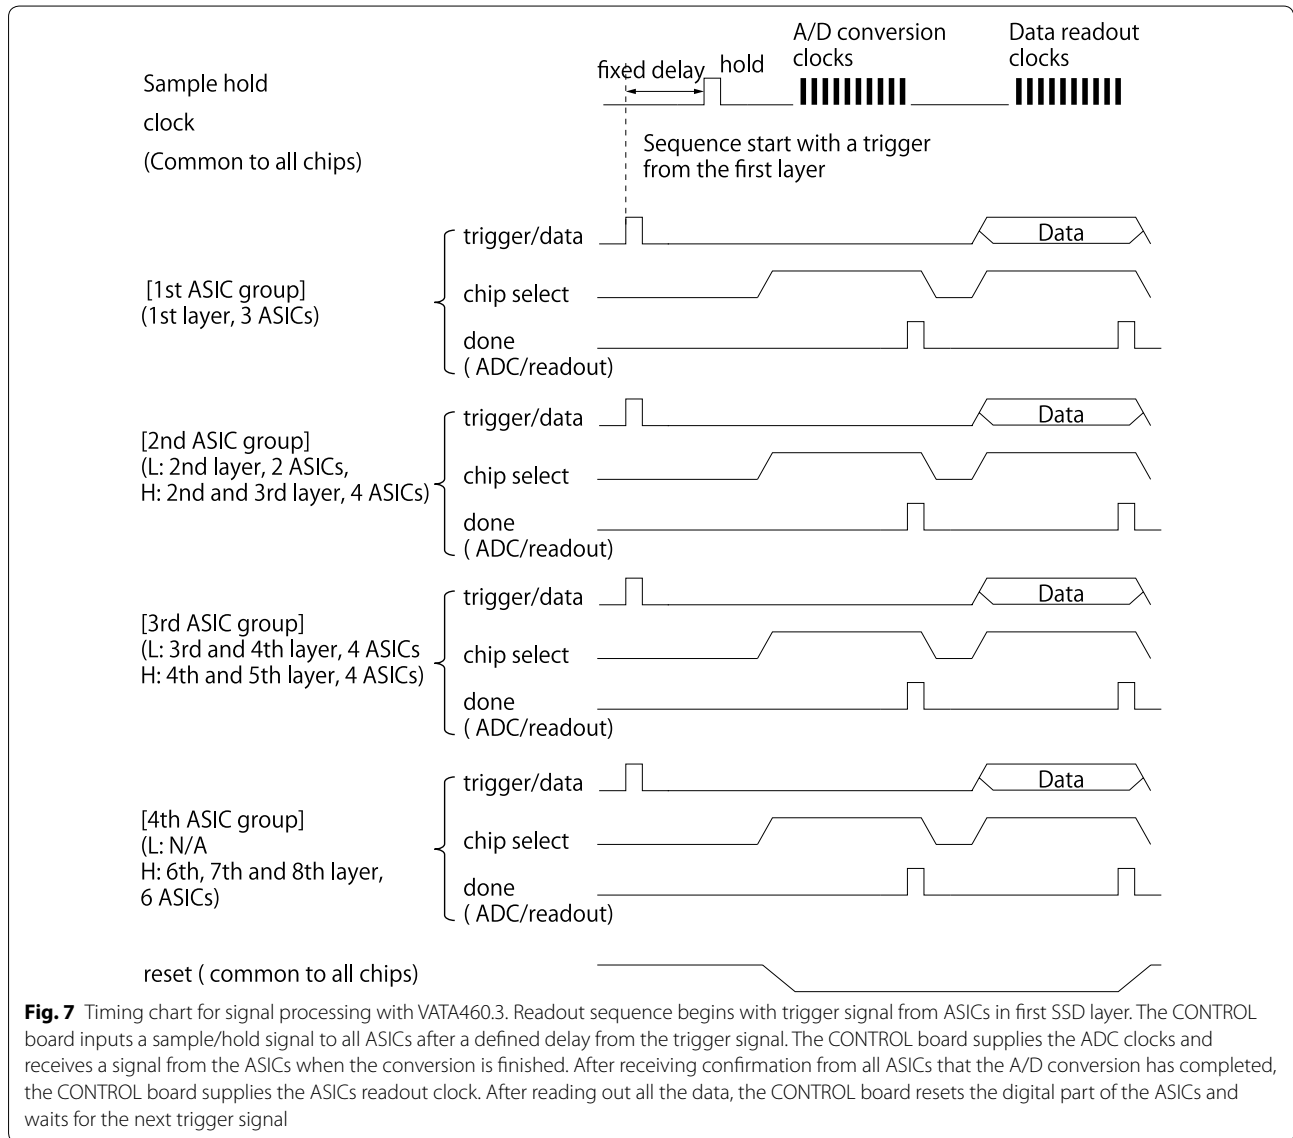 Sample hold
clock
(Common to all chips)
fixed delay
hold
A/D conversion
clocks
Data readout
clocks
Sequence start with a trigger
from the first layer
[1st ASIC group]
(1st layer, 3 ASICs)
trigger/data
Data
chip select
done
( ADC/readout)
[2nd ASIC group]
(L: 2nd layer, 2 ASICs,
H: 2nd and 3rd layer, 4 ASICs)
trigger/data
Data
chip select
done
( ADC/readout)
[3rd ASIC group]
(L: 3rd and 4th layer, 4 ASICs
H: 4th and 5th layer, 4 ASICs)
trigger/data
Data
chip select
done
( ADC/readout)
[4th ASIC group]
(L: N/A
H: 6th, 7th and 8th layer,
6 ASICs)
trigger/data
Data
chip select
done
( ADC/readout)
reset ( common to all chips)
Fig. 7 Timing chart for signal processing with VATA460.3. Readout sequence begins with trigger signal from ASICs in first SSD layer. The CONTROL
board inputs a sample/hold signal to all ASICs after a defined delay from the trigger signal. The CONTROL board supplies the ADC clocks and
receives a signal from the ASICs when the conversion is finished. After receiving confirmation from all ASICs that the A/D conversion has completed,
the CONTROL board supplies the ASICs readout clock. After reading out all the data, the CONTROL board resets the digital part of the ASICs and
waits for the next trigger signal